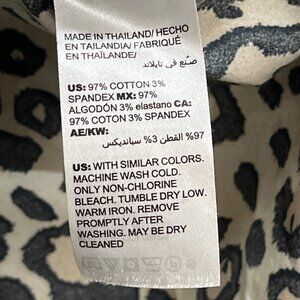 MADE IN THAILAND/ HECHO
EN TAILANDIA/ FABRIQUÉ
EN THAÏLANDE/
صنع في تايلاند
US: 97% COTTON 3%
SPANDEX MX: 97%
ALGODÓN 3% elastano CA:
97% COTON 3% SPANDEX
AE/KW:
97% القطن 3% سبانديكس
US: WITH SIMILAR COLORS.
MACHINE WASH COLD.
ONLY NON-CHLORINE
BLEACH. TUMBLE DRY LOW.
WARM IRON. REMOVE
PROMPTLY AFTER
WASHING. MAY BE DRY
CLEANED